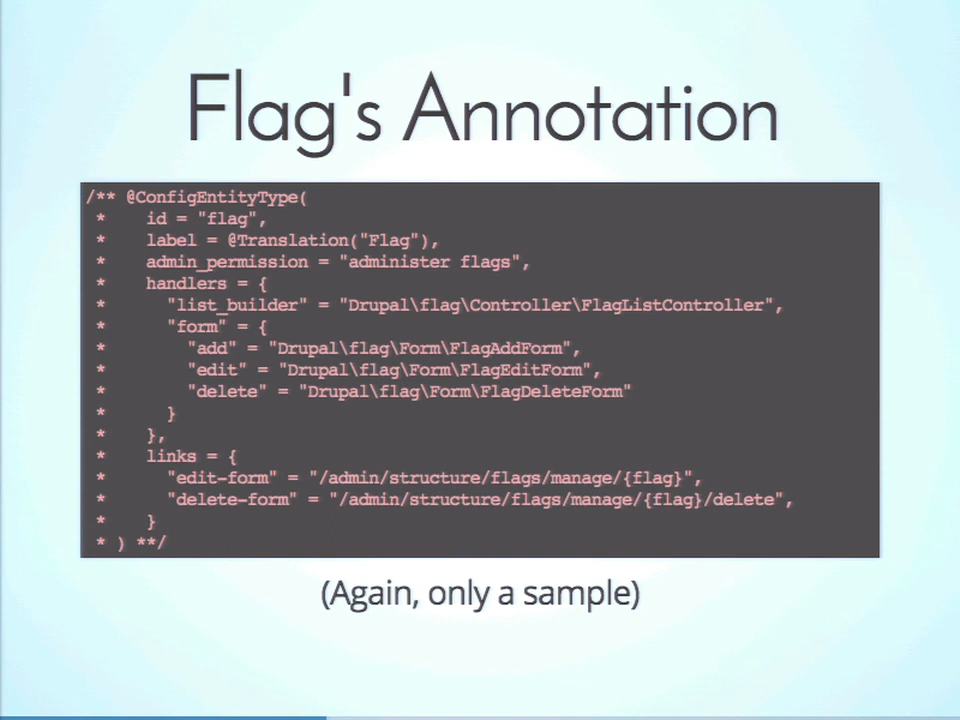 Flag's Annotation
/** @ConfigEntityType(
*    id = "flag",
*    label = @Translation("Flag"),
*    admin_permission = "administer flags",
*    handlers = {
*      "list_builder" = "Drupal\flag\Controller\FlagListController",
*      "form" = {
*        "add" = "Drupal\flag\Form\FlagAddForm",
*        "edit" = "Drupal\flag\Form\FlagEditForm",
*        "delete" = "Drupal\flag\Form\FlagDeleteForm"
*      }
*    },
*    links = {
*      "edit-form" = "/admin/structure/flags/manage/{flag}",
*      "delete-form" = "/admin/structure/flags/manage/{flag}/delete",
*    }
* ) **/
(Again, only a sample)